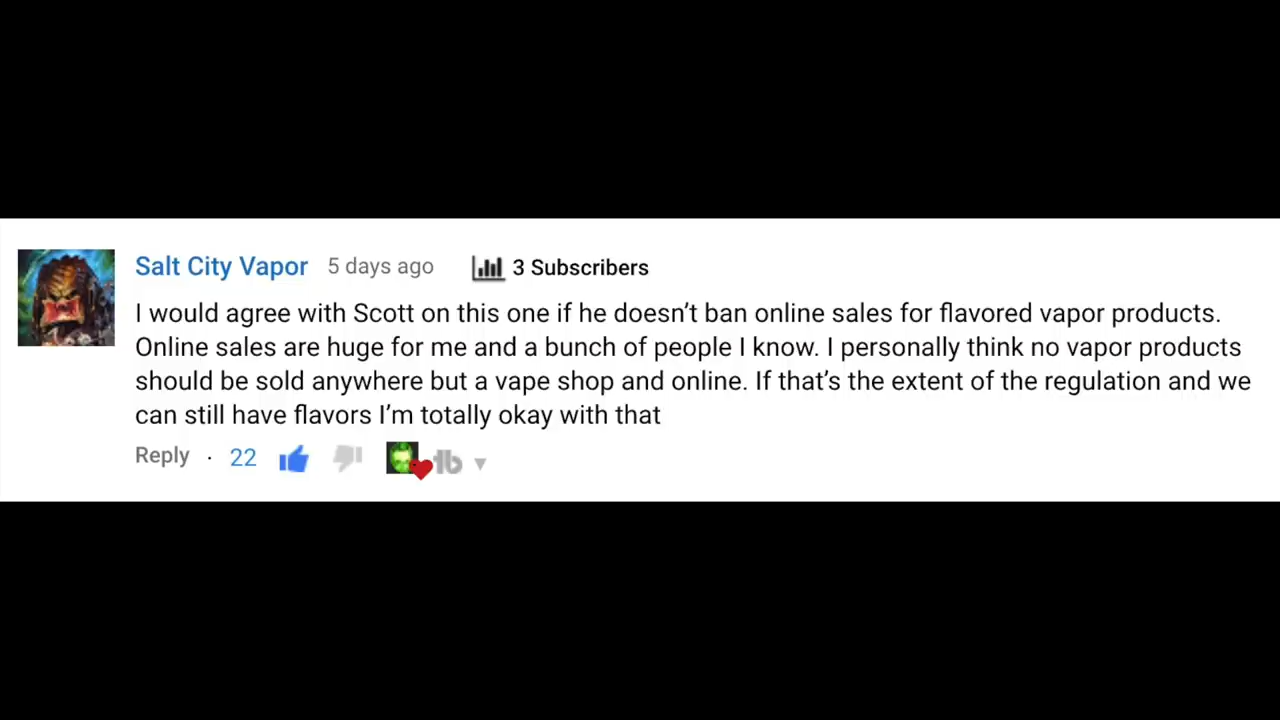 Salt City Vapor 5 days ago 3 Subscribers
I would agree with Scott on this one if he doesn’t ban online sales for flavored vapor products.
Online sales are huge for me and a bunch of people I know. I personally think no vapor products
should be sold anywhere but a vape shop and online. If that’s the extent of the regulation and we
can still have flavors I’m totally okay with that
Reply · 22 tb